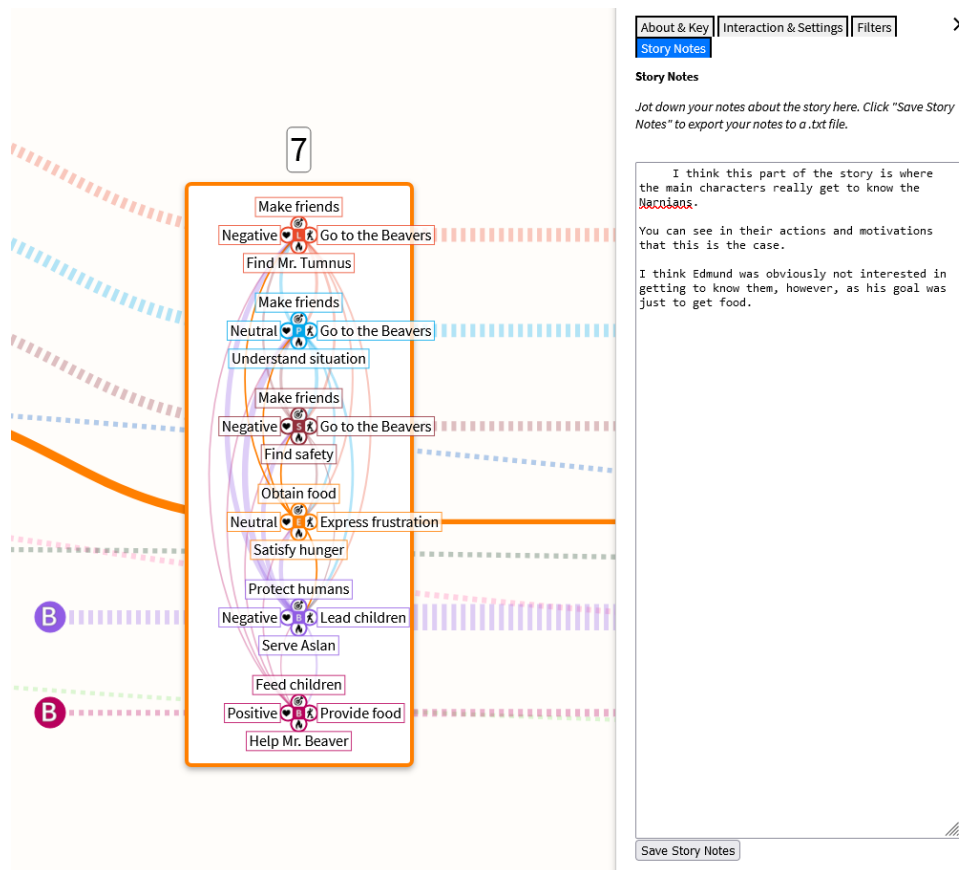 About & Key
Interaction & Settings
Filters
Story Notes
Story Notes
Jot down your notes about the story here. Click "Save Story
Notes" to export your notes to a .txt file.
I think this part of the story is where
the main characters really get to know the
Narnians.
You can see in their actions and motivations
that this is the case.
I think Edmund was obviously not interested in
getting to know them, however, as his goal was
just to get food.
Save Story Notes
7
Make friends
Negative L Go to the Beavers
Find Mr. Tumnus
Make friends
Neutral P Go to the Beavers
Understand situation
Make friends
Negative S Go to the Beavers
Find safety
Obtain food
Neutral E Express frustration
Satisfy hunger
Protect humans
B
Negative B Lead children
Serve Aslan
Feed children
B
Positive B Provide food
Help Mr. Beaver